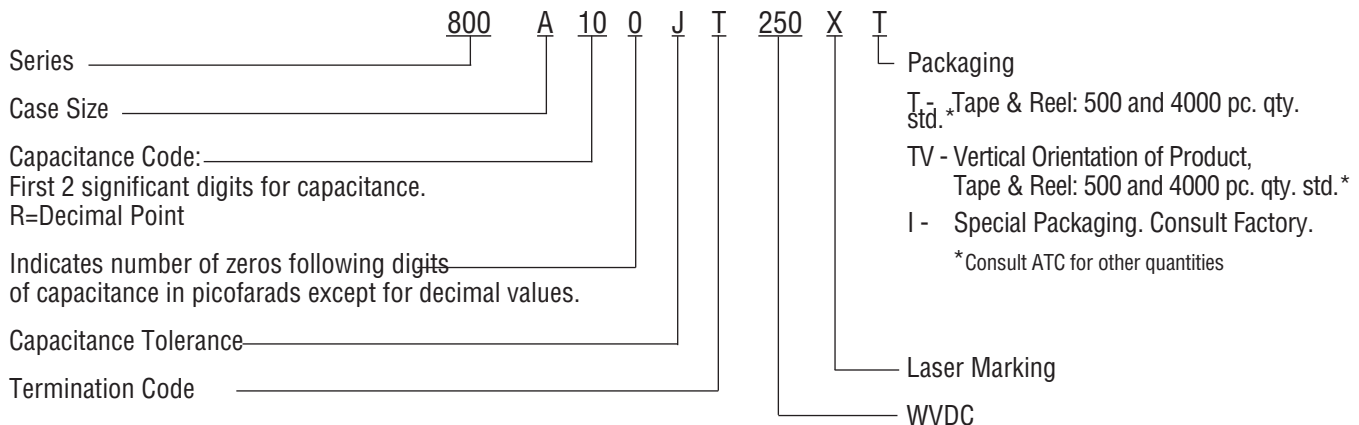 800 A 10 0 J T 250 X T
Series
Case Size
Capacitance Code:
First 2 significant digits for capacitance.
R=Decimal Point
Indicates number of zeros following digits
of capacitance in picofarads except for decimal values.
Capacitance Tolerance
Termination Code
Packaging
T - Tape & Reel: 500 and 4000 pc. qty.
std.*
TV - Vertical Orientation of Product,
Tape & Reel: 500 and 4000 pc. qty. std.*
I - Special Packaging. Consult Factory.
*Consult ATC for other quantities
Laser Marking
WVDC